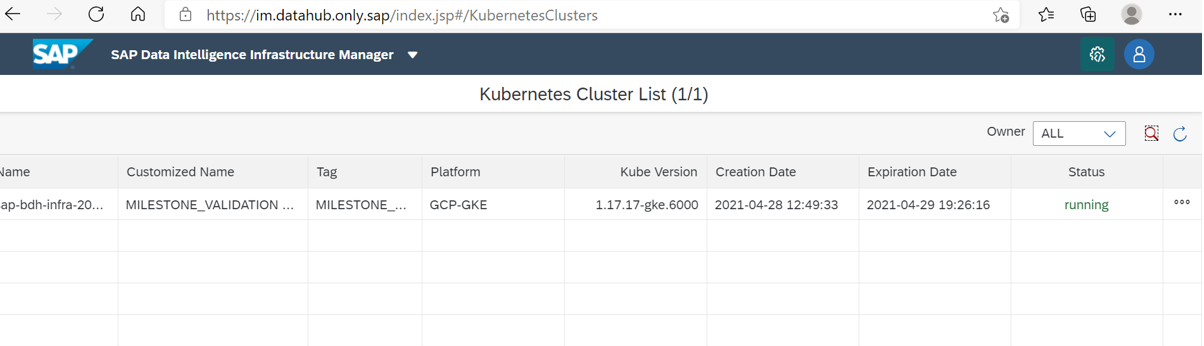 https://im.datahub.only.sap/index.jsp#/KubernetesClusters
SAP SAP Data Intelligence Infrastructure Manager
Kubernetes Cluster List (1/1)
Owner ALL
Name Customized Name Tag Platform Kube Version Creation Date Expiration Date Status
sap-bdh-infra-20... MILESTONE_VALIDATION ... MILESTONE_... GCP-GKE 1.17.17-gke.6000 2021-04-28 12:49:33 2021-04-29 19:26:16 running